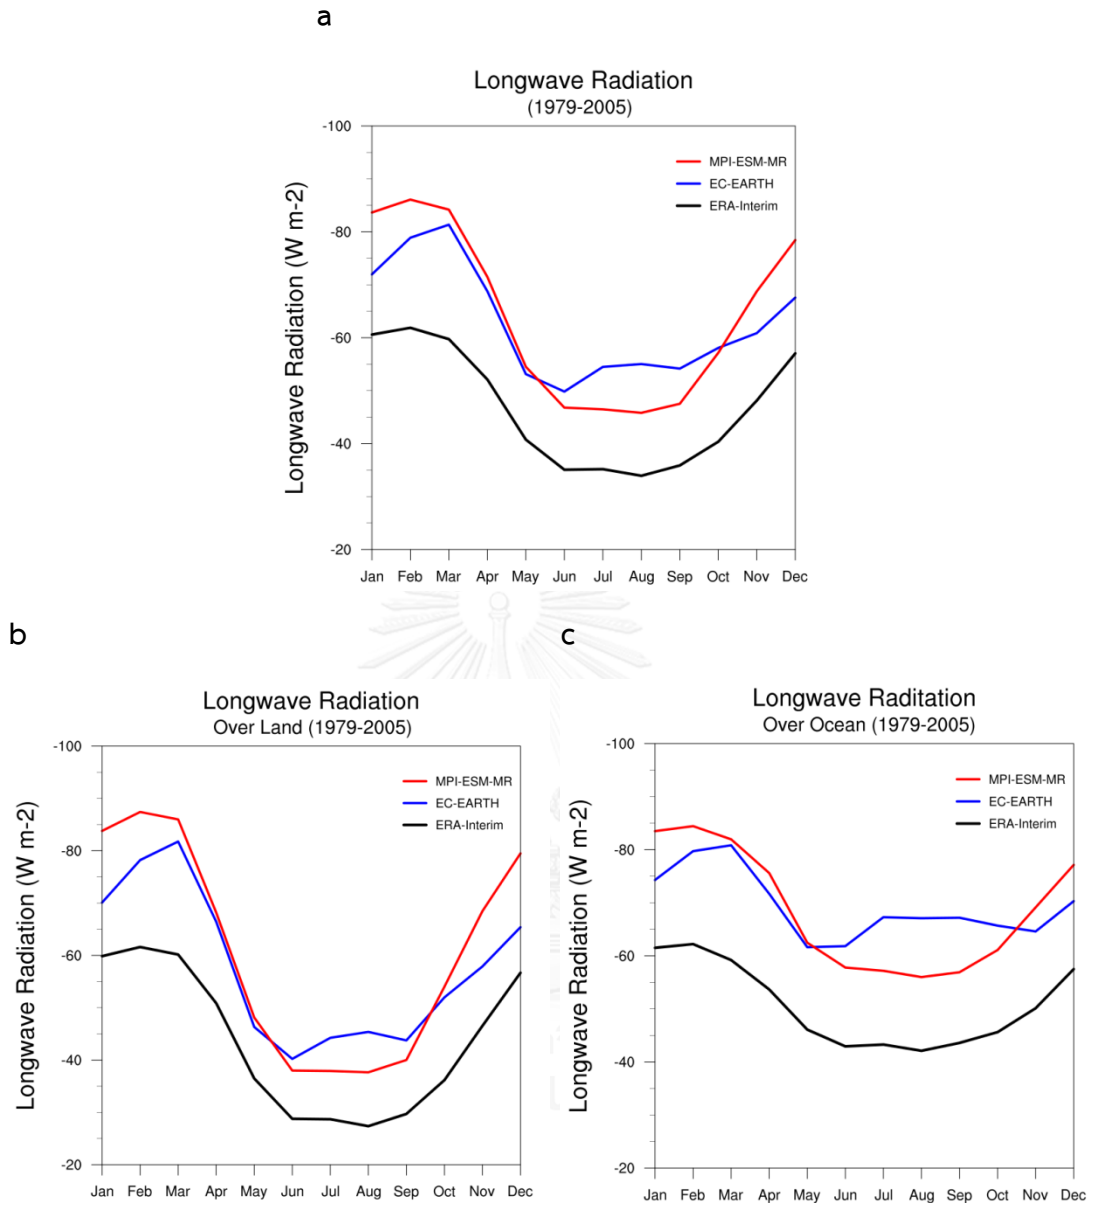 a
Longwave Radiation
(1979-2005)
Longwave Radiation (W m-2)
-100
-80
-60
-40
-20
MPI-ESM-MR
EC-EARTH
ERA-Interim
Jan Feb Mar Apr May Jun Jul Aug Sep Oct Nov Dec
b
Longwave Radiation
Over Land (1979-2005)
Longwave Radiation (W m-2)
-100
-80
-60
-40
-20
MPI-ESM-MR
EC-EARTH
ERA-Interim
Jan Feb Mar Apr May Jun Jul Aug Sep Oct Nov Dec
c
Longwave Raditation
Over Ocean (1979-2005)
Longwave Radiation (W m-2)
-100
-80
-60
-40
-20
MPI-ESM-MR
EC-EARTH
ERA-Interim
Jan Feb Mar Apr May Jun Jul Aug Sep Oct Nov Dec